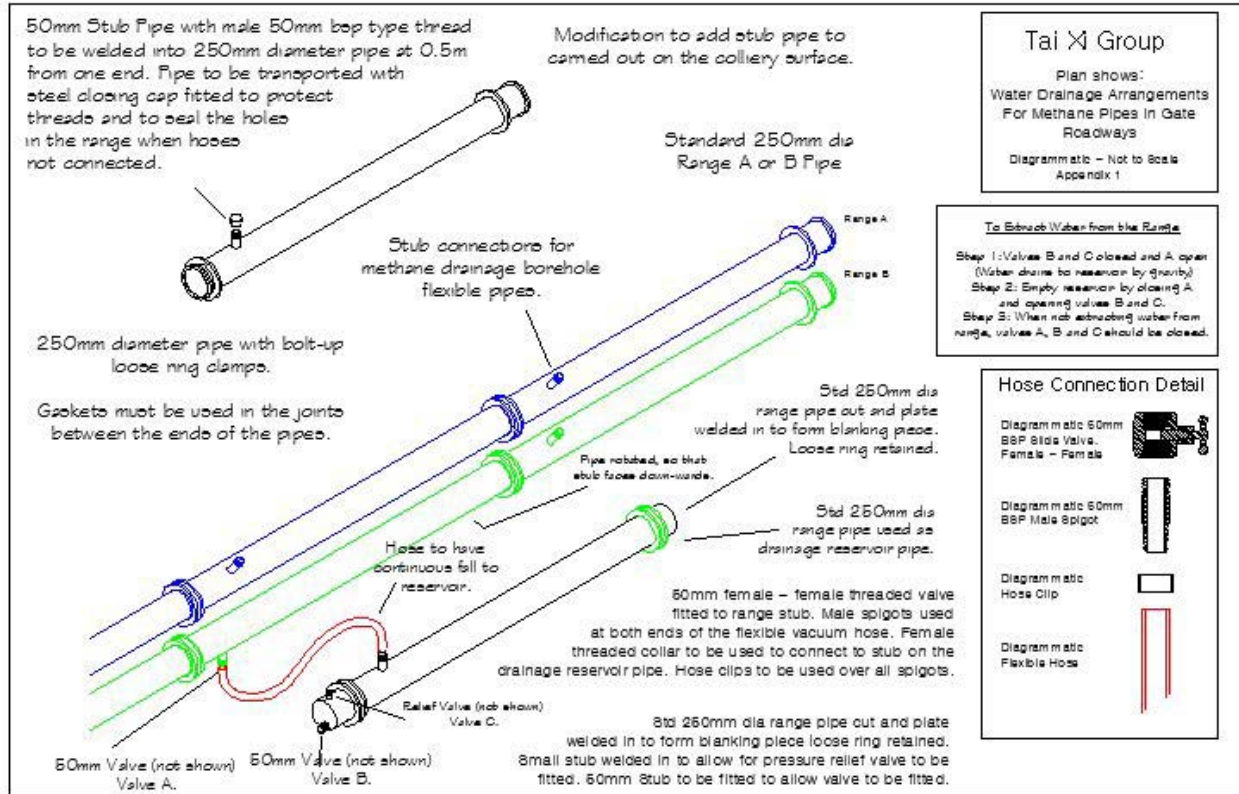 50mm Stub Pipe with male 50mm bsp type thread
to be welded into 250mm diameter pipe at 0.5m
from one end. Pipe to be transported with
steel closing cap fitted to protect
threads and to seal the holes
in the range when hoses
not connected.
Modification to add stub pipe to
carried out on the colliery surface.
Standard 250mm dia
Range A or B Pipe
Tai Xi Group
Plan shows:
Water Drainage Arrangements
For Methane Pipes in Gate
Roadways
Diagrammatic – Not to Scale
Appendix 1
Range A
Range B
Stub connections for
methane drainage borehole
flexible pipes.
To Extract Water from the Range
Step 1: Valves B and C closed and A open
(Water drains to reservoir by gravity)
Step 2: Empty reservoir by closing A
and opening valves B and C.
Step 3: When not extracting water from
range, valves A, B and C should be closed.
250mm diameter pipe with bolt-up
loose ring clamps.
Gaskets must be used in the joints
between the ends of the pipes.
Std 250mm dia
range pipe cut and plate
welded in to form blanking piece.
Loose ring retained.
Pipe rotated, so that
stub faces down-wards.
Std 250mm dia
range pipe used as
drainage reservoir pipe.
Hose to have
continuous fall to
reservoir.
Hose Connection Detail
Diagrammatic 50mm
BSP Slide Valve.
Female – Female
Diagrammatic 50mm
BSP Male Spigot
Diagrammatic
Hose Clip
Diagrammatic
Flexible Hose
50mm female – female threaded valve
fitted to range stub. Male spigots used
at both ends of the flexible vacuum hose. Female
threaded collar to be used to connect to stub on the
drainage reservoir pipe. Hose clips to be used over all spigots.
Relief Valve (not shown)
Valve C.
50mm Valve (not shown)
Valve A.
50mm Valve (not shown)
Valve B.
Std 250mm dia range pipe cut and plate
welded in to form blanking piece loose ring retained.
Small stub welded in to allow for pressure relief valve to be
fitted. 50mm Stub to be fitted to allow valve to be fitted.